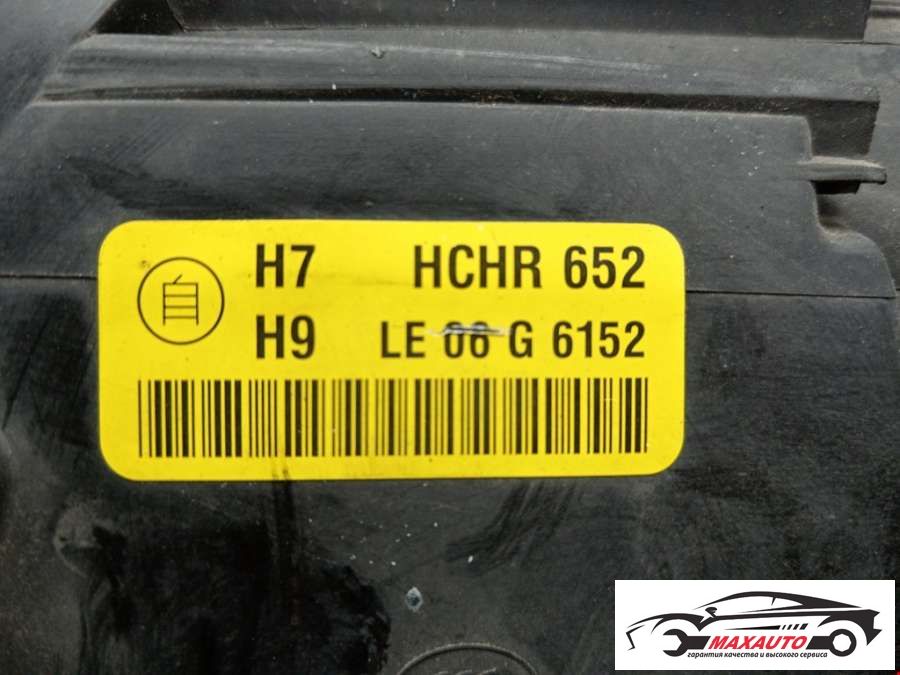 H7 HCHR 652
H9 LE 06 G 6152
MAXAUTO
гарантия качества и высокого сервиса